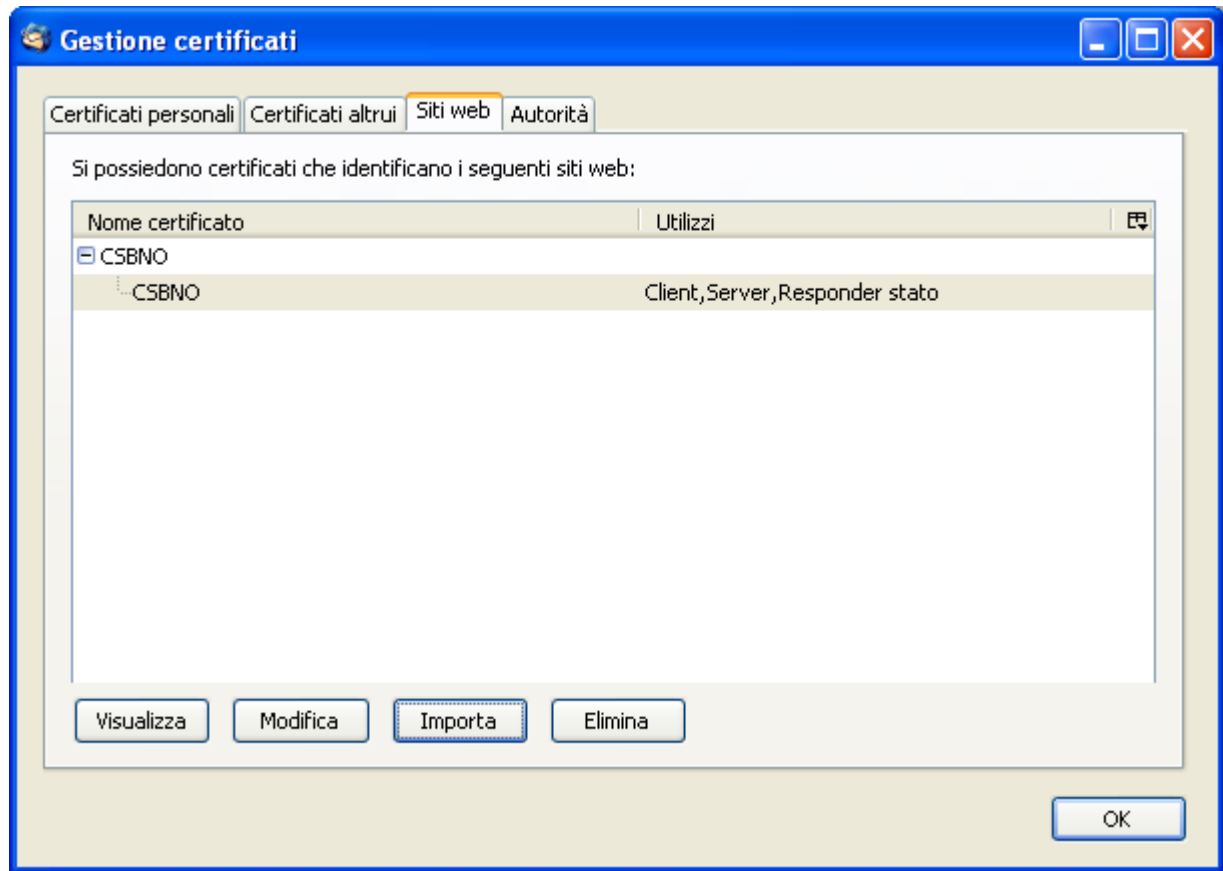 Gestione certificati
Certificati personali Certificati altrui Siti web Autorità
Si possiedono certificati che identificano i seguenti siti web:
Nome certificato Utilizzi
CSBNO
CSBNO Client,Server,Responder stato
Visualizza Modifica Importa Elimina
OK